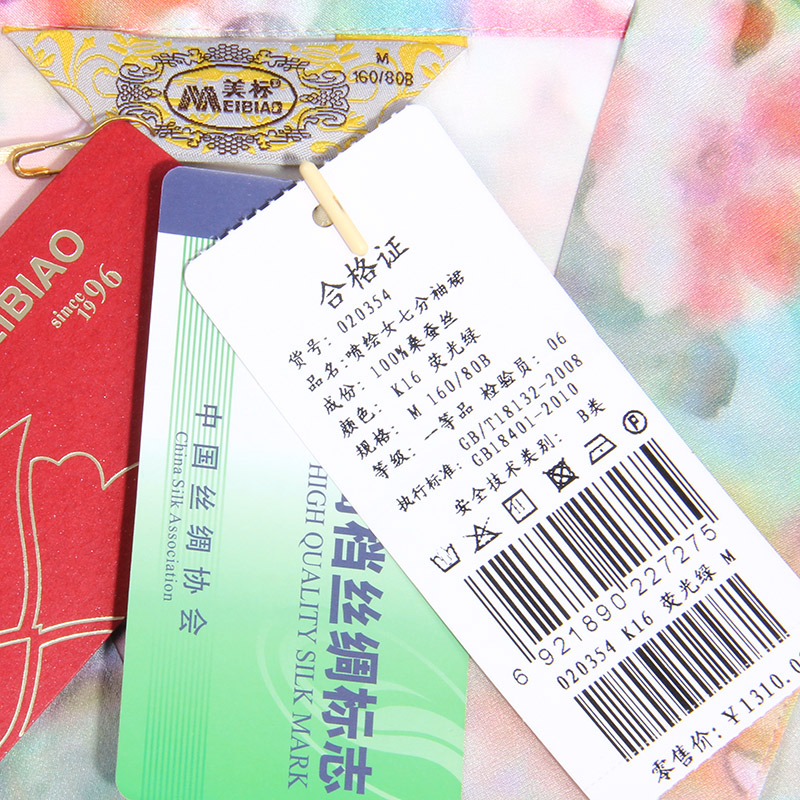 美标
MEIBIAO
M
160/80B
EIBIAO
since
1996
中国丝绸协会
China Silk Association
档丝绸标志
HIGH QUALITY SILK MARK
合格证
货号: 020354
品名:喷绘女七分袖裙
成份: 100%桑蚕丝
颜色: K16 荧光绿
规格: M 160/80B
等级: 一等品 检验员: 06
执行标准: GB/T18132-2008
GB18401-2010
安全技术类别: B类
P
6 921890 227275
020354 K16 荧光绿 M
零售价: ¥1310.0